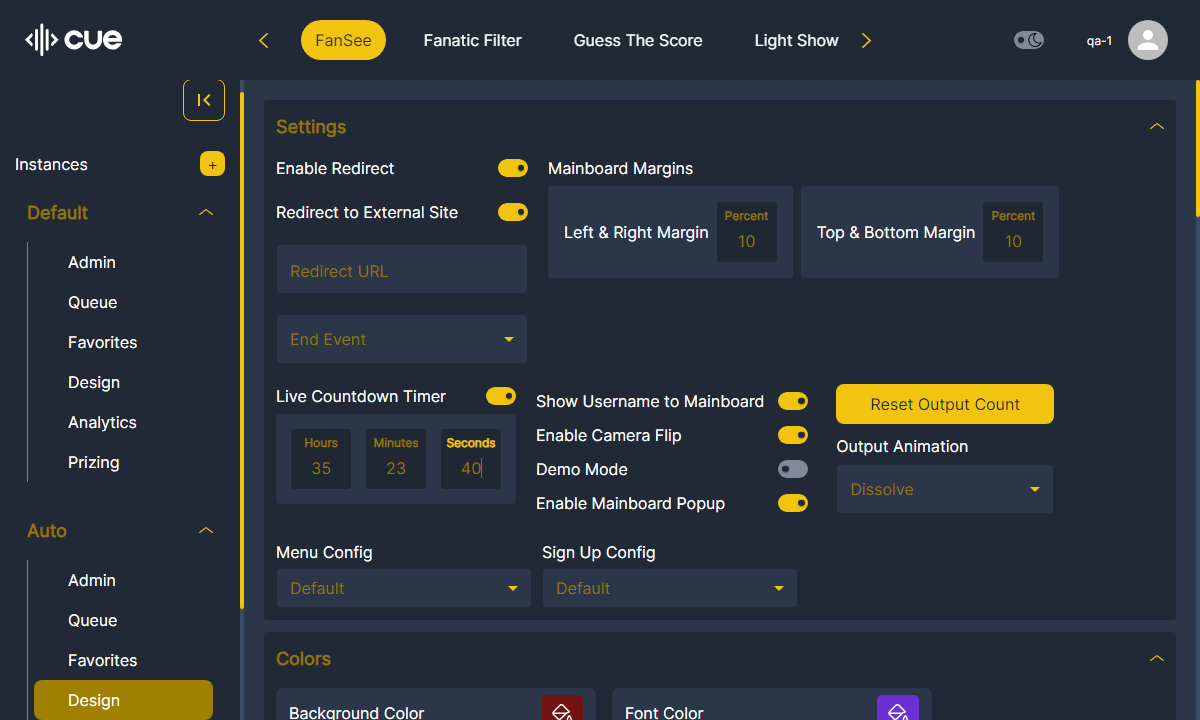 cue
FanSee
Fanatic Filter
Guess The Score
Light Show
qa-1
Instances
+
Default
Admin
Queue
Favorites
Design
Analytics
Prizing
Auto
Admin
Queue
Favorites
Design
Settings
Enable Redirect
Redirect to External Site
Redirect URL
End Event
Mainboard Margins
Left & Right Margin
Percent
10
Top & Bottom Margin
Percent
10
Live Countdown Timer
Hours
35
Minutes
23
Seconds
40
Show Username to Mainboard
Enable Camera Flip
Demo Mode
Enable Mainboard Popup
Reset Output Count
Output Animation
Dissolve
Menu Config
Default
Sign Up Config
Default
Colors
Background Color
Font Color